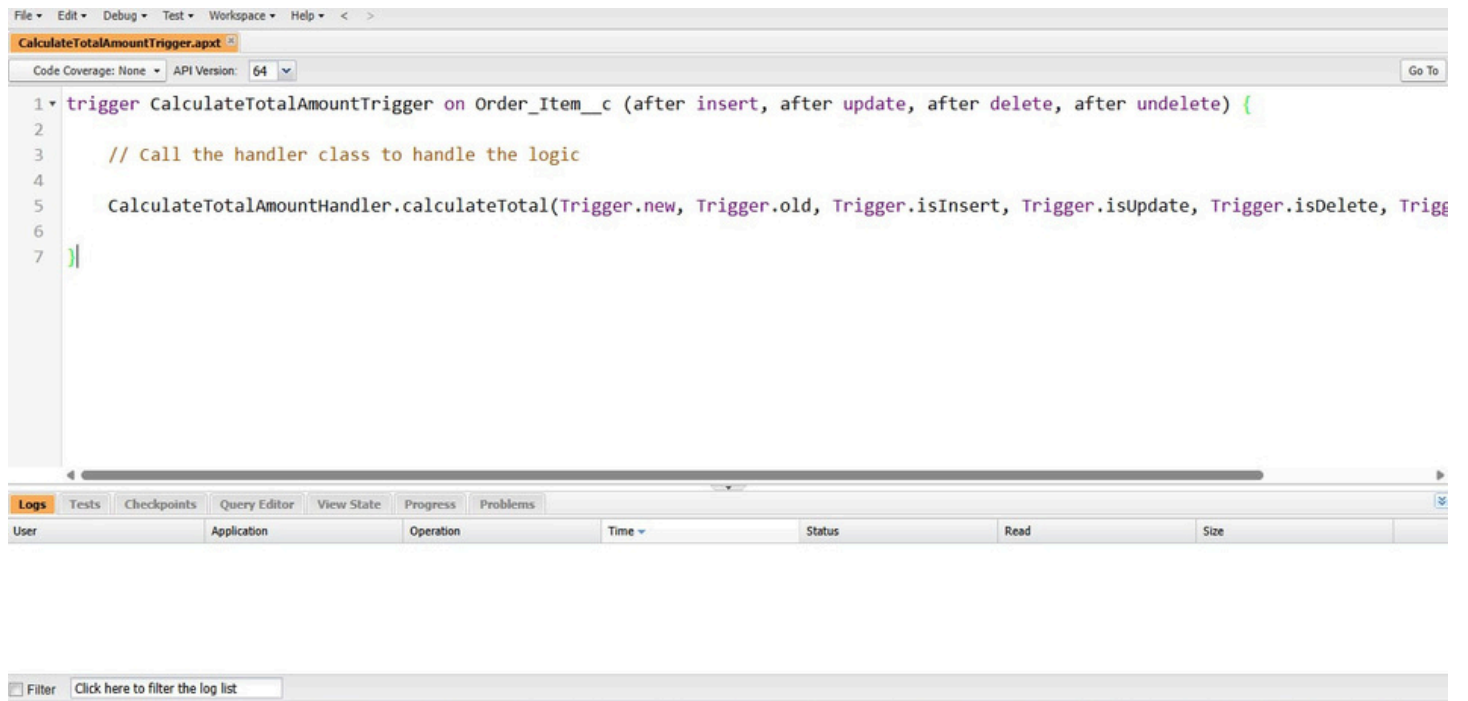 File Edit Debug Test Workspace Help < >
CalculateTotalAmountTrigger.apxt
Code Coverage: None API Version: 64 Go To
1 trigger CalculateTotalAmountTrigger on Order_Item__c (after insert, after update, after delete, after undelete) {
2
3 // Call the handler class to handle the logic
4
5 CalculateTotalAmountHandler.calculateTotal(Trigger.new, Trigger.old, Trigger.isInsert, Trigger.isUpdate, Trigger.isDelete, Trigg
6
7 }
Logs Tests Checkpoints Query Editor View State Progress Problems
User Application Operation Time Status Read Size
Filter Click here to filter the log list